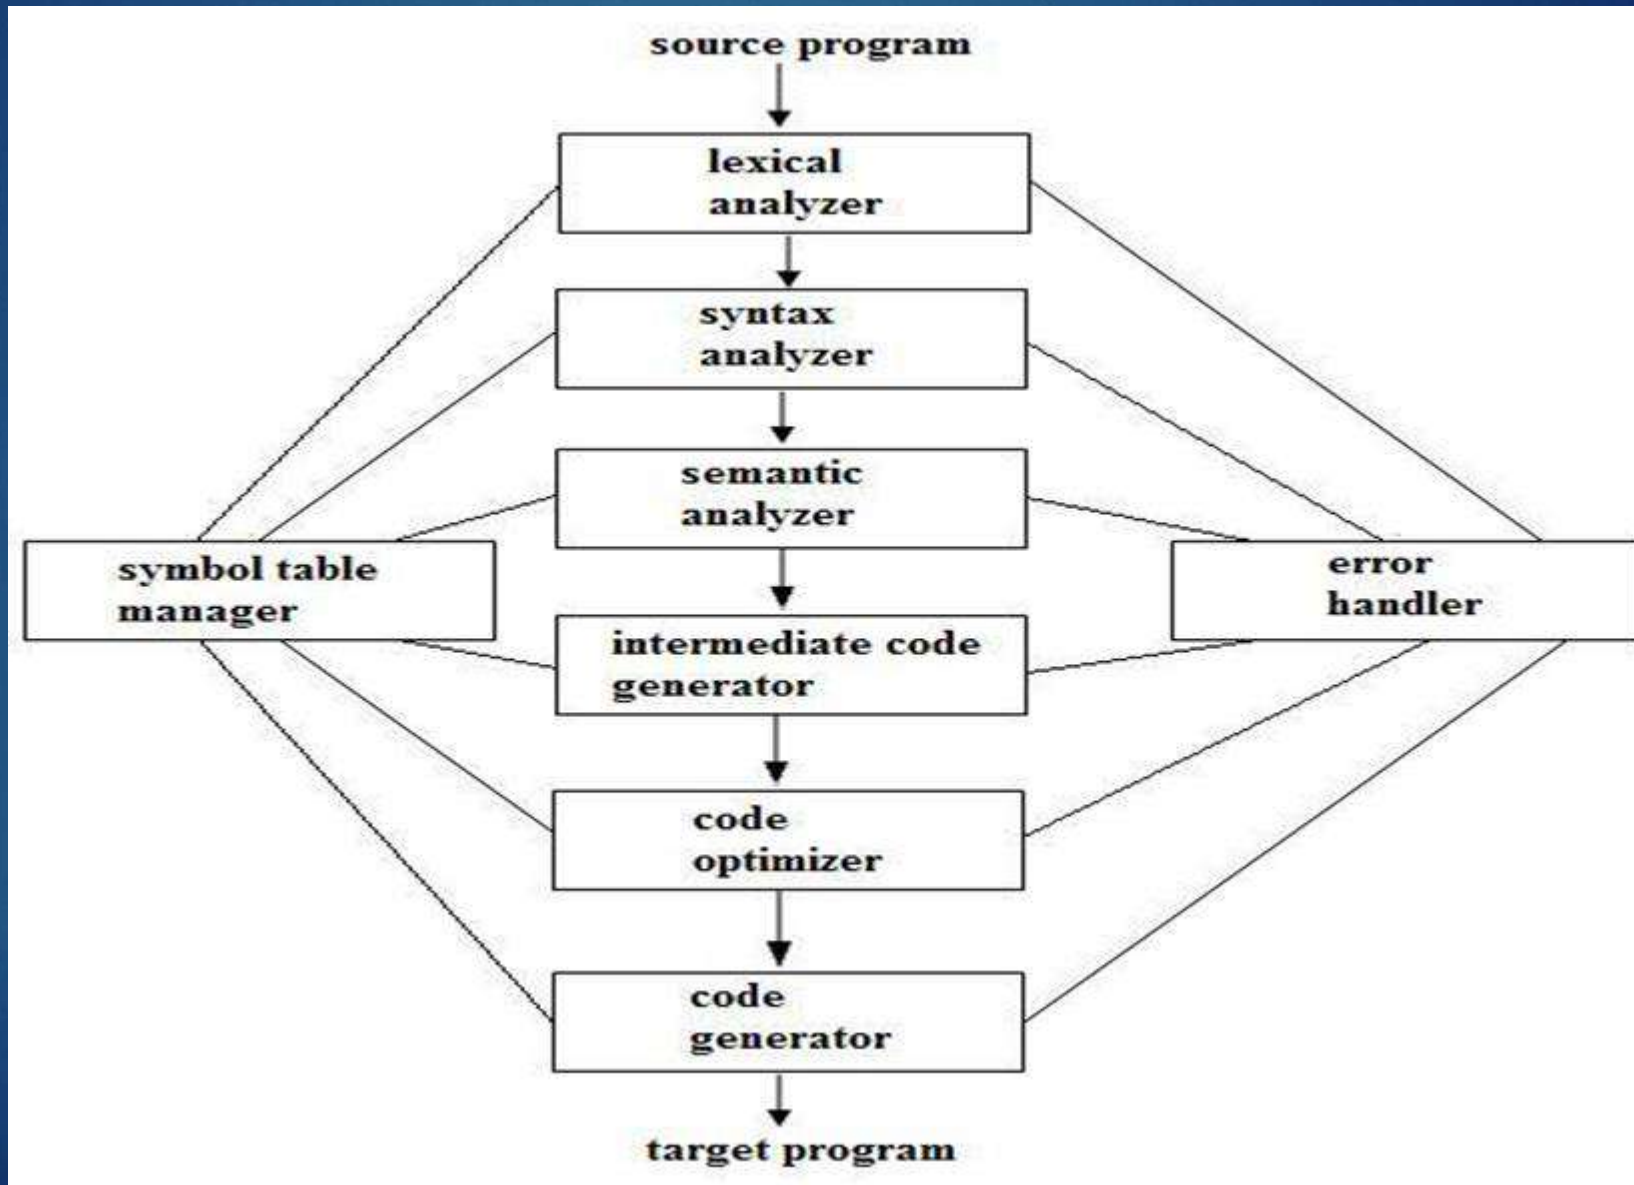 source program
lexical
analyzer
syntax
analyzer
semantic
analyzer
symbol table
manager
error
handler
intermediate code
generator
code
optimizer
code
generator
target program